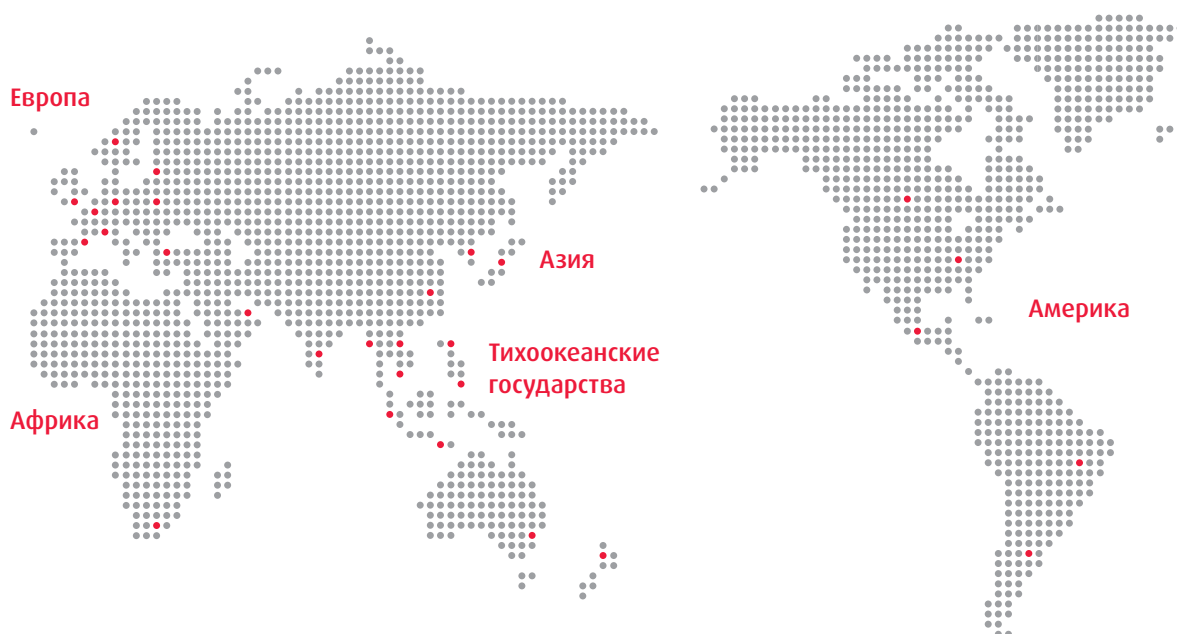 Европа
Азия
Америка
Тихоокеанские
государства
Африка